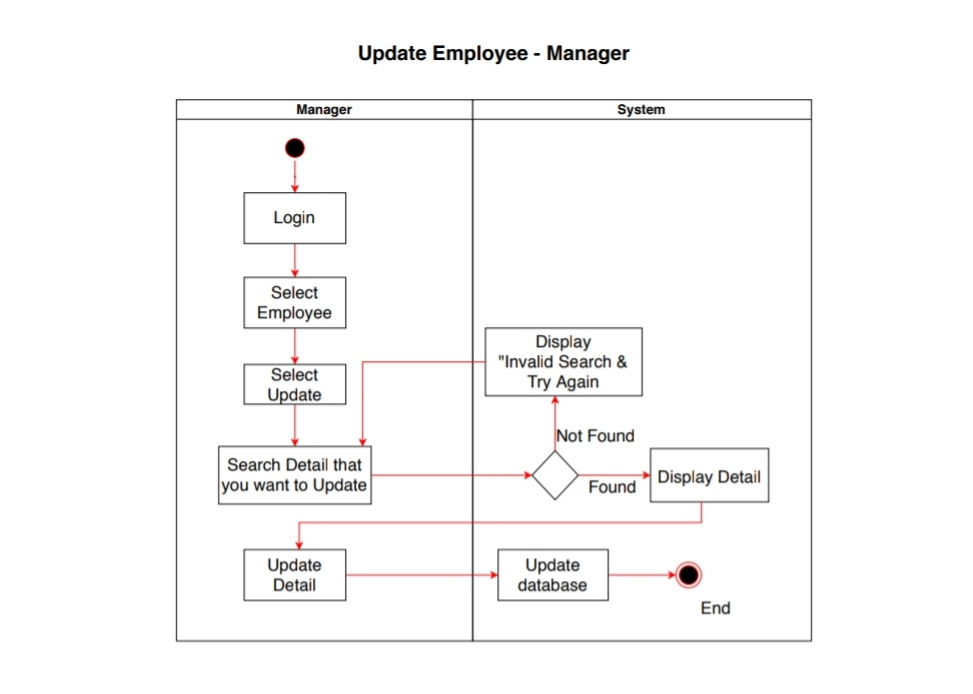 Update Employee - Manager
Manager
System
Login
Select
Employee
Display
"Invalid Search &
Try Again
Select
Update
Not Found
Search Detail that
you want to Update
Found
Display Detail
Update
Detail
Update
database
End